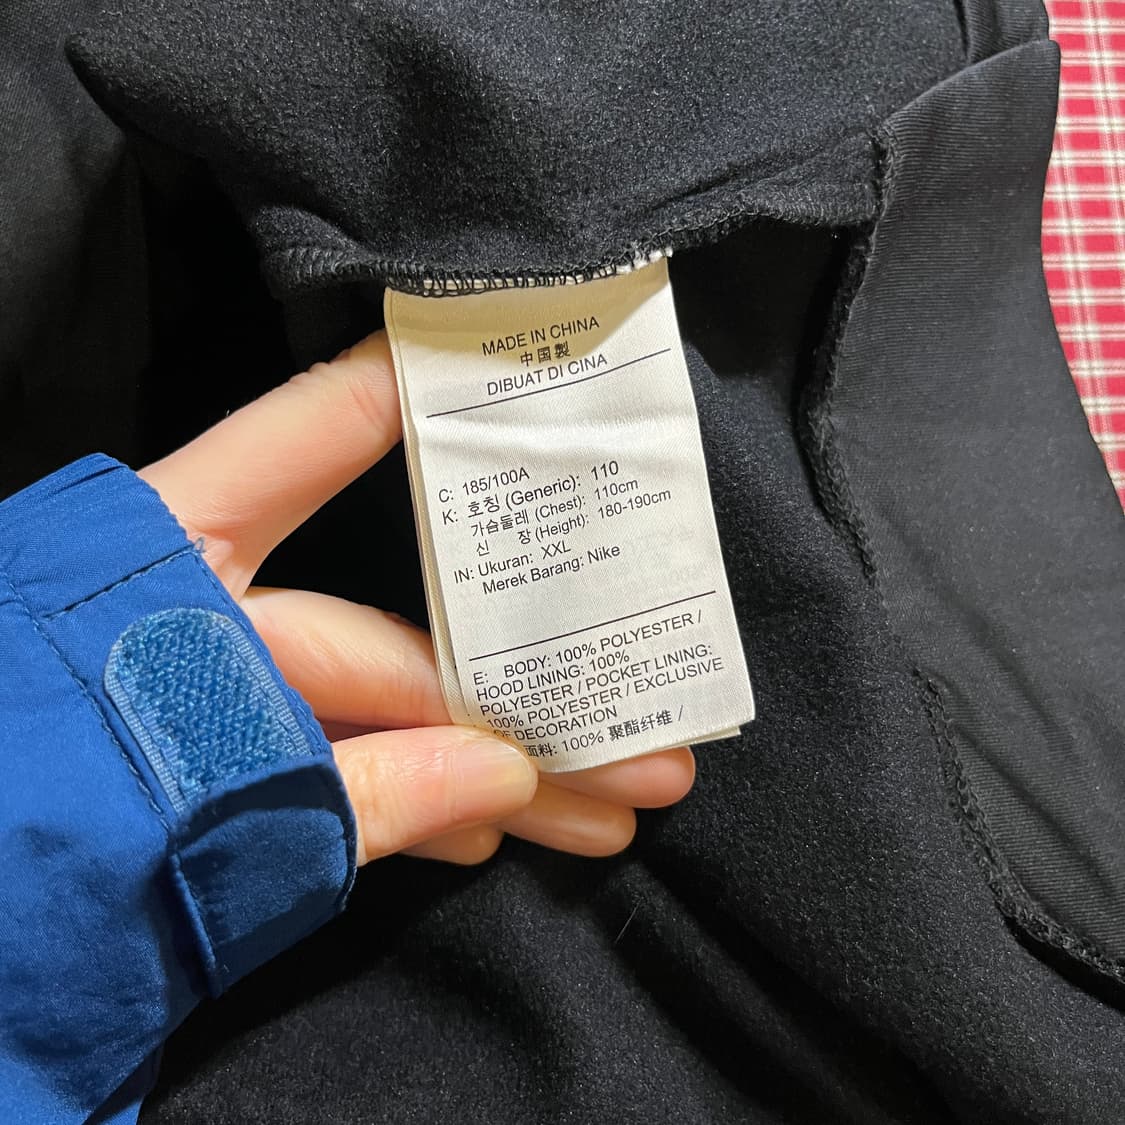 MADE IN CHINA
中国製
DIBUAT DI CINA
C: 185/100A
K: 호칭 (Generic): 110
가슴둘레 (Chest): 110cm
신 장 (Height): 180-190cm
IN: Ukuran: XXL
Merek Barang: Nike
E: BODY: 100% POLYESTER /
HOOD LINING: 100%
POLYESTER / POCKET LINING:
100% POLYESTER / EXCLUSIVE
OF DECORATION
面料: 100% 聚酯纤维 /